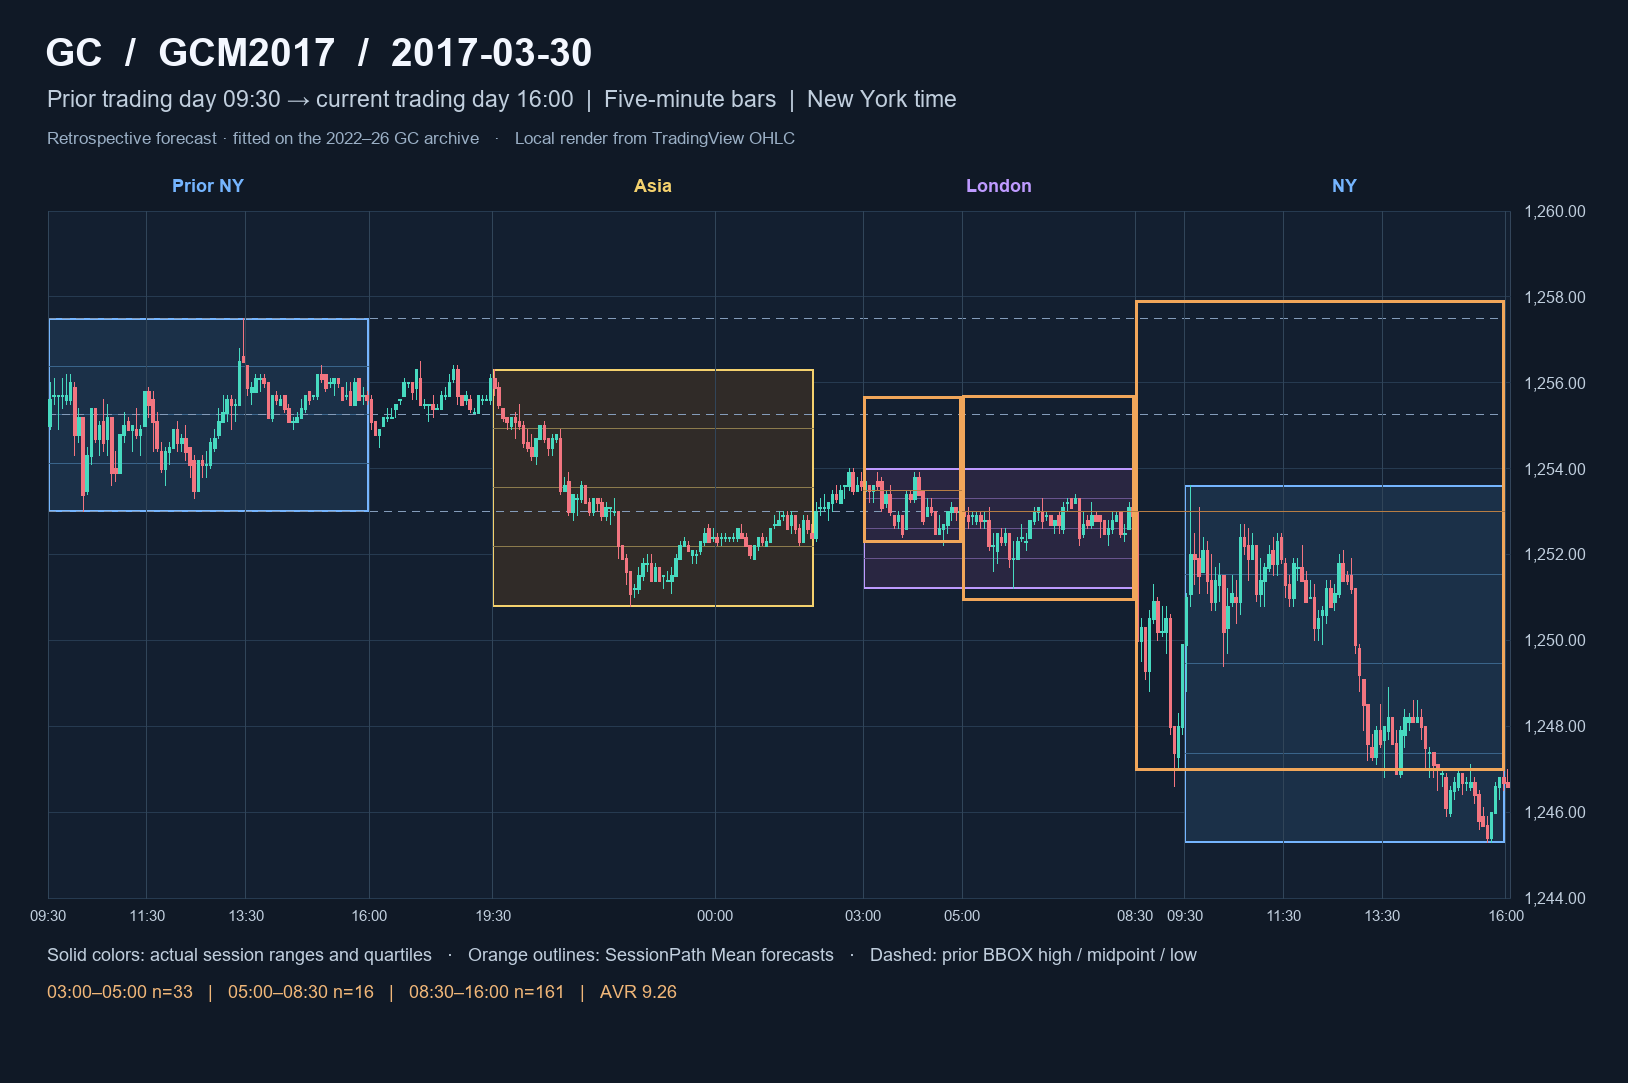 GC / GCM2017 / 2017-03-30
Prior trading day 09:30 → current trading day 16:00 | Five-minute bars | New York time
Retrospective forecast · fitted on the 2022–26 GC archive · Local render from TradingView OHLC
Prior NY Asia London NY
1,260.00
1,258.00
1,256.00
1,254.00
1,252.00
1,250.00
1,248.00
1,246.00
1,244.00
09:30 11:30 13:30 16:00 19:30 00:00 03:00 05:00 08:30 09:30 11:30 13:30 16:00
Solid colors: actual session ranges and quartiles · Orange outlines: SessionPath Mean forecasts · Dashed: prior BBOX high / midpoint / low
03:00–05:00 n=33 | 05:00–08:30 n=16 | 08:30–16:00 n=161 | AVR 9.26